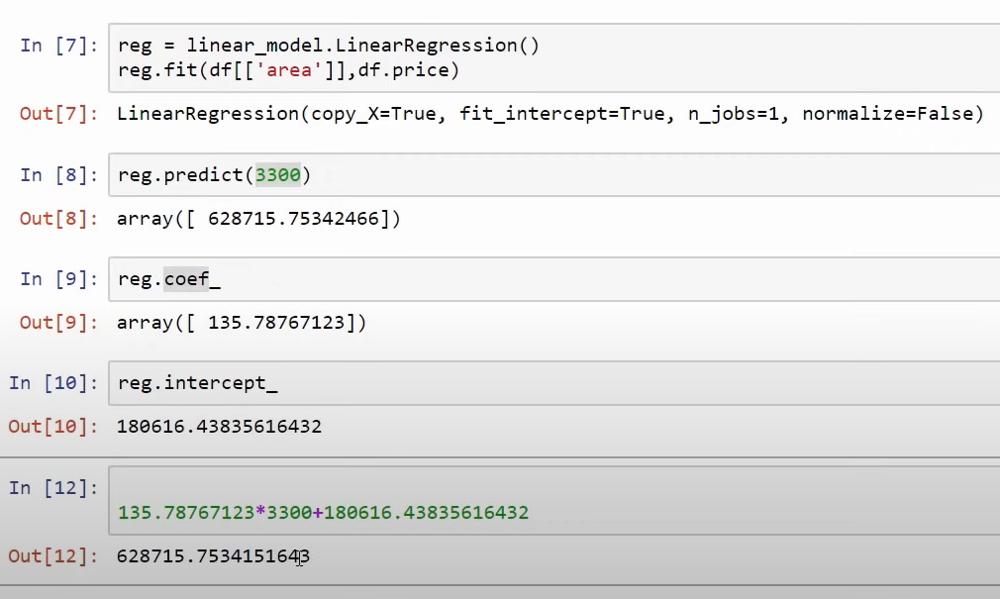 In [7]: reg = linear_model.LinearRegression()
reg.fit(df[['area']],df.price)
Out[7]: LinearRegression(copy_X=True, fit_intercept=True, n_jobs=1, normalize=False)
In [8]: reg.predict(3300)
Out[8]: array([ 628715.75342466])
In [9]: reg.coef_
Out[9]: array([ 135.78767123])
In [10]: reg.intercept_
Out[10]: 180616.43835616432
In [12]:
135.78767123*3300+180616.43835616432
Out[12]: 628715.7534151643